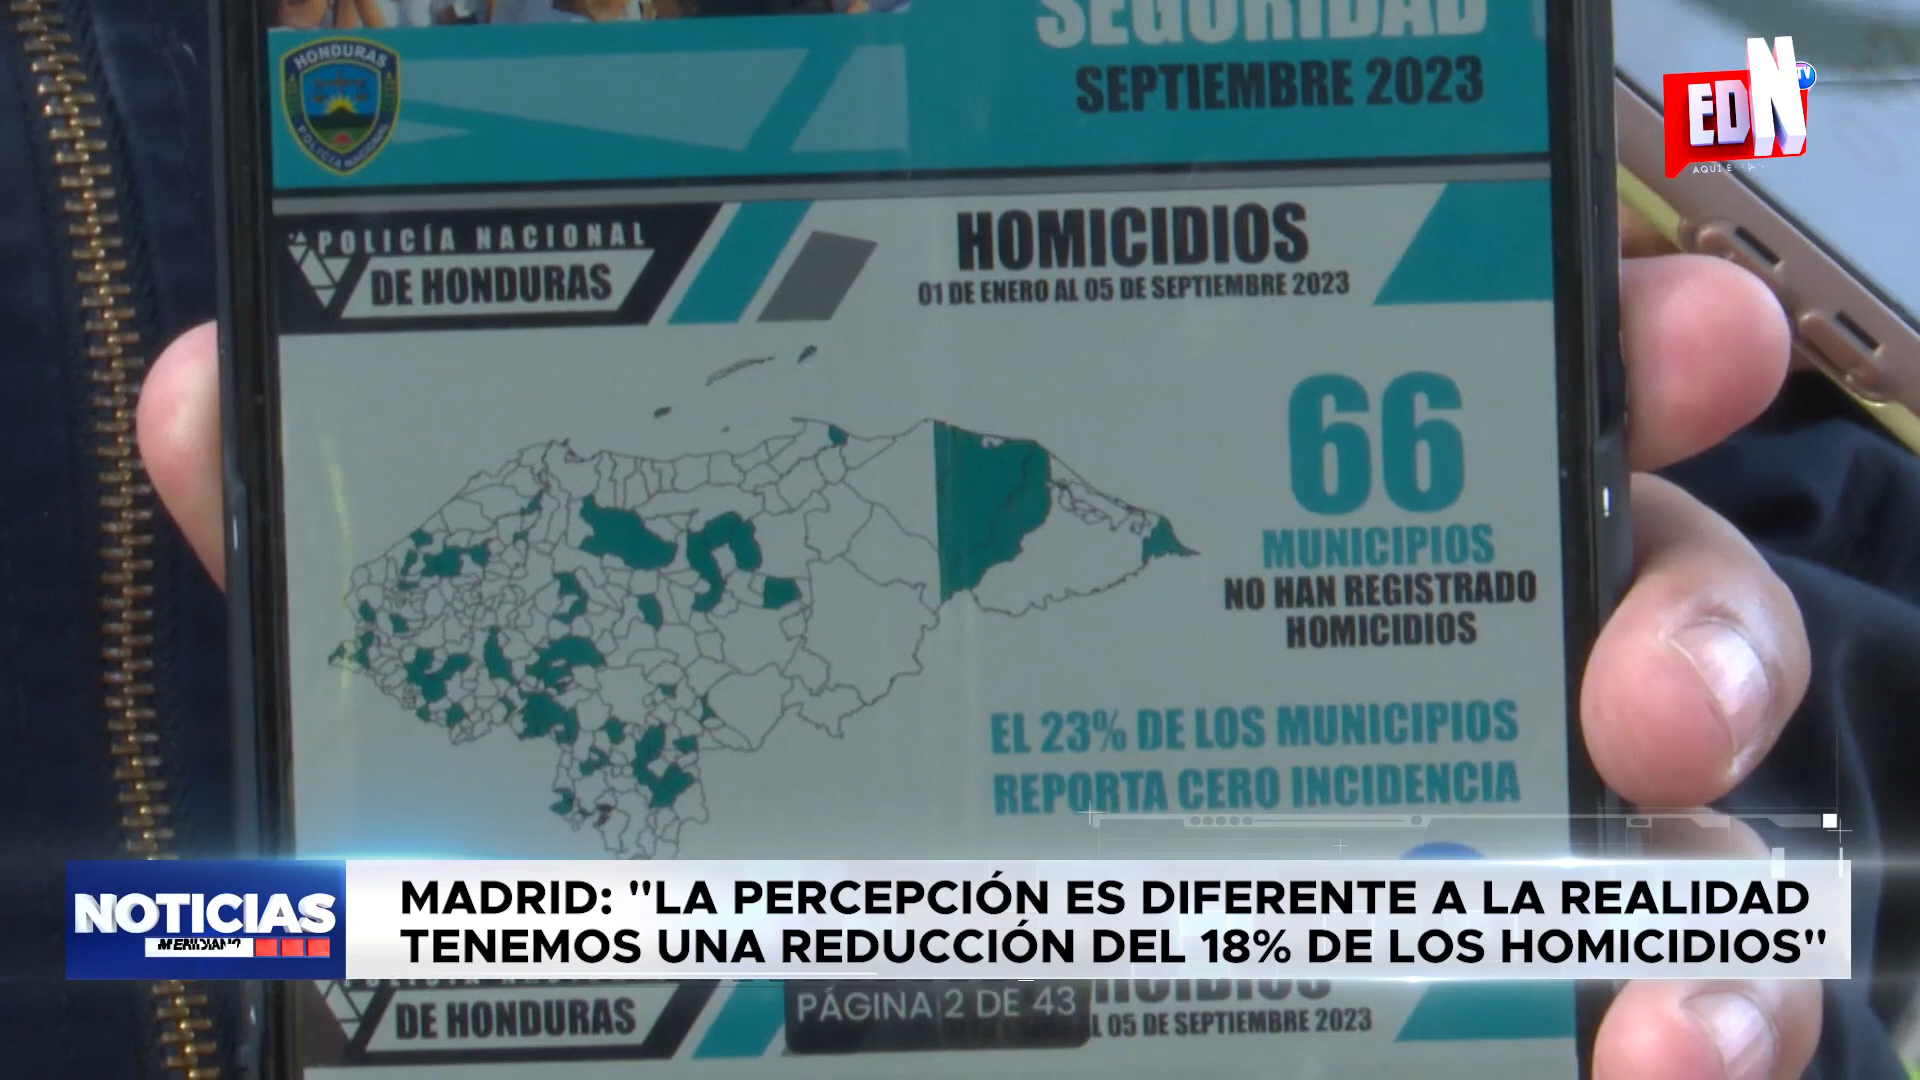 SEGURIDAD
SEPTIEMBRE 2023
HONDURAS
POLICÍA NACIONAL
EDN
TV
POLICÍA NACIONAL
DE HONDURAS
HOMICIDIOS
01 DE ENERO AL 05 DE SEPTIEMBRE 2023
66
MUNICIPIOS
NO HAN REGISTRADO
HOMICIDIOS
EL 23% DE LOS MUNICIPIOS
REPORTA CERO INCIDENCIA
NOTICIAS
MERIDIANO
MADRID: "LA PERCEPCIÓN ES DIFERENTE A LA REALIDAD
TENEMOS UNA REDUCCIÓN DEL 18% DE LOS HOMICIDIOS"
DE HONDURAS
PÁGINA 2 DE 43
L 05 DE SEPTIEMBRE 2023